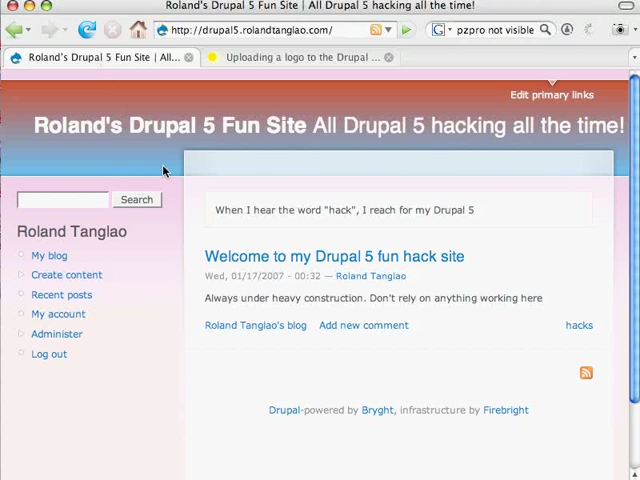 Roland's Drupal 5 Fun Site | All Drupal 5 hacking all the time!
http://drupal5.rolandtanglao.com/
G pzpro not visible
Roland's Drupal 5 Fun Site | All...
Uploading a logo to the Drupal ...
Edit primary links
Roland's Drupal 5 Fun Site All Drupal 5 hacking all the time!
Search
When I hear the word "hack", I reach for my Drupal 5
Roland Tanglao
My blog
Create content
Recent posts
My account
Administer
Log out
Welcome to my Drupal 5 fun hack site
Wed, 01/17/2007 - 00:32 — Roland Tanglao
Always under heavy construction. Don't rely on anything working here
Roland Tanglao's blog Add new comment hacks
Drupal-powered by Bryght, infrastructure by Firebright